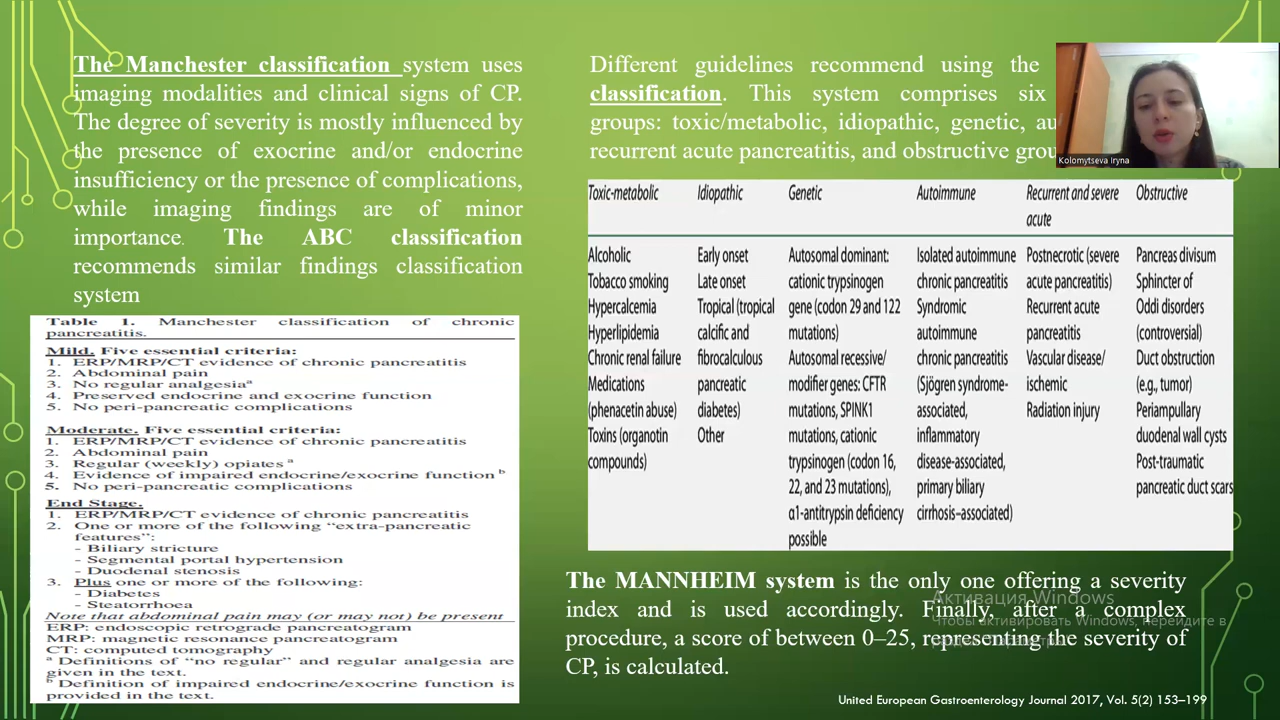 The Manchester classification system uses
imaging modalities and clinical signs of CP.
The degree of severity is mostly influenced by
the presence of exocrine and/or endocrine
insufficiency or the presence of complications,
while imaging findings are of minor
importance. The ABC classification
recommends similar findings classification
system
Table 1. Manchester classification of chronic
pancreatitis.
Mild. Five essential criteria:
1. ERP/MRP/CT evidence of chronic pancreatitis
2. Abdominal pain
3. No regular analgesiaᵃ
4. Preserved endocrine and exocrine function
5. No peri-pancreatic complications
Moderate. Five essential criteria:
1. ERP/MRP/CT evidence of chronic pancreatitis
2. Abdominal pain
3. Regular (weekly) opiates ᵃ
4. Evidence of impaired endocrine/exocrine function ᵇ
5. No peri-pancreatic complications
End Stage.
1. ERP/MRP/CT evidence of chronic pancreatitis
2. One or more of the following “extra-pancreatic
features”:
- Biliary stricture
- Segmental portal hypertension
- Duodenal stenosis
3. Plus one or more of the following:
- Diabetes
- Steatorrhoea
Note that abdominal pain may (or may not) be present
ERP: endoscopic retrograde pancreatogram
MRP: magnetic resonance pancreatogram
CT: computed tomography
ᵃ Definitions of “no regular” and regular analgesia are
given in the text.
ᵇ Definition of impaired endocrine/exocrine function is
provided in the text.
Different guidelines recommend using the
classification. This system comprises six
groups: toxic/metabolic, idiopathic, genetic,
recurrent acute pancreatitis, and obstructive
Kolomytseva Iryna
Toxic-metabolic
Alcoholic
Tobacco smoking
Hypercalcemia
Hyperlipidemia
Chronic renal failure
Medications
(phenacetin abuse)
Toxins (organotin
compounds)
Idiopathic
Early onset
Late onset
Tropical (tropical
calcific and
fibrocalculous
pancreatic
diabetes)
Other
Genetic
Autosomal dominant:
cationic trypsinogen
gene (codon 29 and 122
mutations)
Autosomal recessive/
modifier genes: CFTR
mutations, SPINK1
mutations, cationic
trypsinogen (codon 16,
22, and 23 mutations),
α1-antitrypsin deficiency
possible
Autoimmune
Isolated autoimmune
chronic pancreatitis
Syndromic
autoimmune
chronic pancreatitis
(Sjögren syndrome-
associated,
inflammatory
disease-associated,
primary biliary
cirrhosis–associated)
Recurrent and severe
acute
Postnecrotic (severe
acute pancreatitis)
Recurrent acute
pancreatitis
Vascular disease/
ischemic
Radiation injury
Obstructive
Pancreas divisum
Sphincter of
Oddi disorders
(controversial)
Duct obstruction
(e.g., tumor)
Periampullary
duodenal wall cysts
Post-traumatic
pancreatic duct scars
The MANNHEIM system is the only one offering a severity
index and is used accordingly. Finally, after a complex
procedure, a score of between 0–25, representing the severity of
CP, is calculated.
Активация Windows
Чтобы активировать Windows, перейдите в
United European Gastroenterology Journal 2017, Vol. 5(2) 153–199